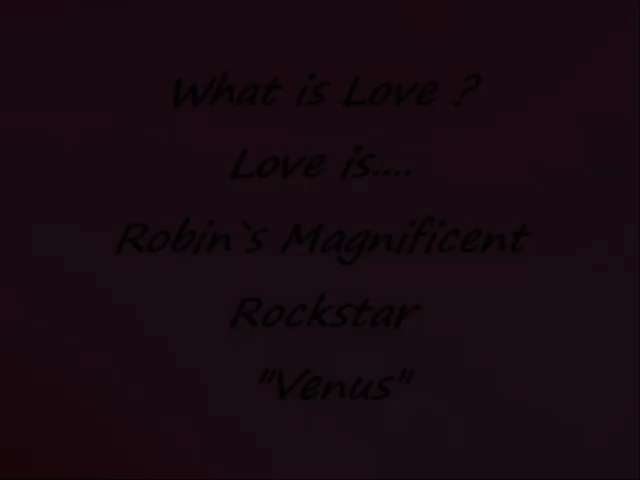 What is Love ?
Love is....
Robin`s Magnificent
Rockstar
"Venus"